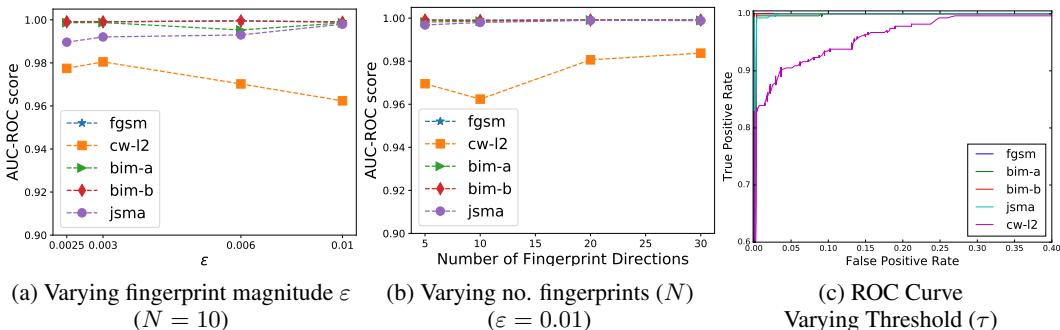 1.00
0.98
0.96
0.94
0.92
0.90
AUC-ROC score
fgsm
cw-l2
bim-a
bim-b
jsma
0.0025 0.003 0.006 0.01
ε
(a) Varying fingerprint magnitude ε
(N = 10)
1.00
0.98
0.96
0.94
0.92
0.90
AUC-ROC score
fgsm
cw-l2
bim-a
bim-b
jsma
5 10 15 20 25 30
Number of Fingerprint Directions
(b) Varying no. fingerprints (N)
(ε = 0.01)
1.0
0.9
0.8
0.7
0.6
True Positive Rate
fgsm
bim-a
bim-b
jsma
cw-l2
0.00 0.05 0.10 0.15 0.20 0.25 0.30 0.35 0.40
False Positive Rate
(c) ROC Curve
Varying Threshold (τ)